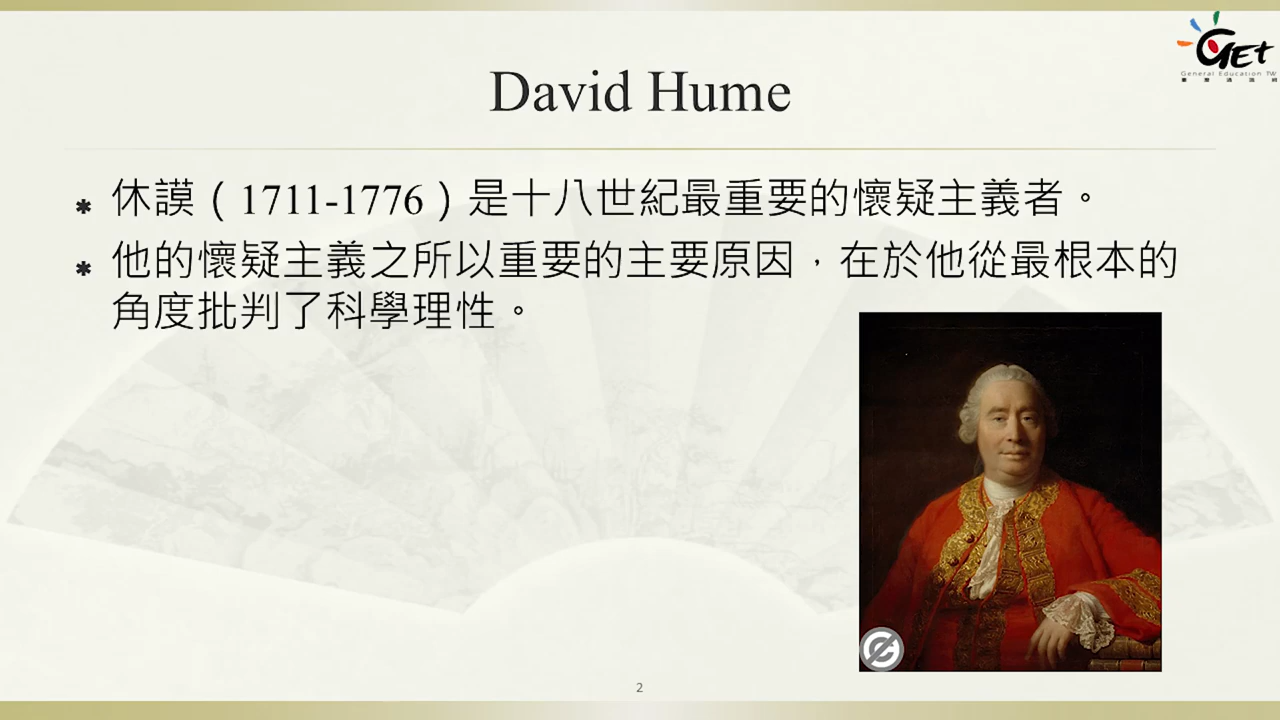 GET
General Education TW
David Hume
* 休謨（1711-1776）是十八世紀最重要的懷疑主義者。
* 他的懷疑主義之所以重要的主要原因，在於他從最根本的
角度批判了科學理性。
2